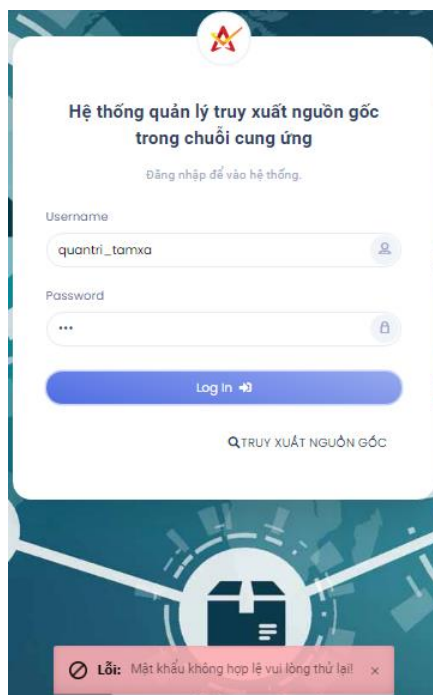 Hệ thống quản lý truy xuất nguồn gốc
trong chuỗi cung ứng
Đăng nhập để vào hệ thống.
Username
quantri_tamxa
Password
•••
Log In
TRUY XUẤT NGUỒN GỐC
Lỗi: Mật khẩu không hợp lệ vui lòng thử lại! ×